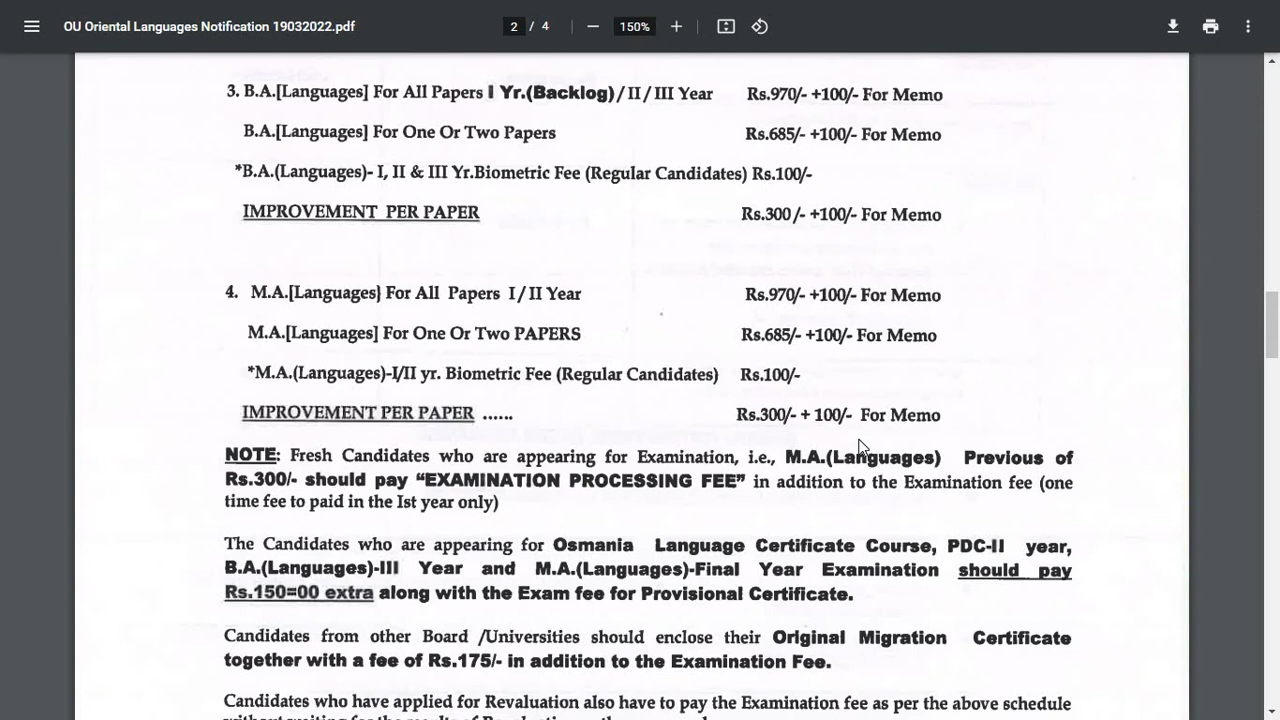 OU Oriental Languages Notification 19032022.pdf
2 / 4
150%
3. B.A.[Languages] For All Papers I Yr.(Backlog)/II/III Year Rs.970/- +100/- For Memo
B.A.[Languages] For One Or Two Papers Rs.685/- +100/- For Memo
*B.A.(Languages)- I, II & III Yr.Biometric Fee (Regular Candidates) Rs.100/-
IMPROVEMENT PER PAPER Rs.300/- +100/- For Memo
4. M.A.[Languages} For All Papers I/II Year Rs.970/- +100/- For Memo
M.A.[Languages] For One Or Two PAPERS Rs.685/- +100/- For Memo
*M.A.(Languages)-I/II yr. Biometric Fee (Regular Candidates) Rs.100/-
IMPROVEMENT PER PAPER ...... Rs.300/- + 100/- For Memo
NOTE: Fresh Candidates who are appearing for Examination, i.e., M.A.(Languages) Previous of
Rs.300/- should pay “EXAMINATION PROCESSING FEE” in addition to the Examination fee (one
time fee to paid in the Ist year only)
The Candidates who are appearing for Osmania Language Certificate Course, PDC-II year,
B.A.(Languages)-III Year and M.A.(Languages)-Final Year Examination should pay
Rs.150=00 extra along with the Exam fee for Provisional Certificate.
Candidates from other Board /Universities should enclose their Original Migration Certificate
together with a fee of Rs.175/- in addition to the Examination Fee.
Candidates who have applied for Revaluation also have to pay the Examination fee as per the above schedule